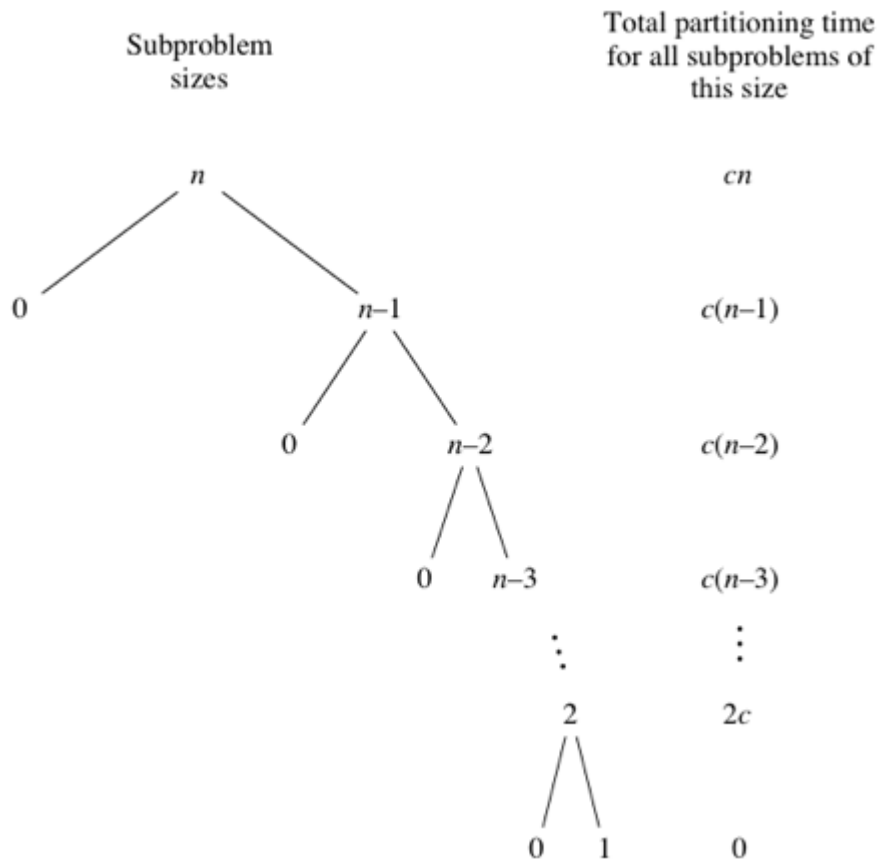 Subproblem
sizes
Total partitioning time
for all subproblems of
this size
n cn
0 n–1 c(n–1)
0 n–2 c(n–2)
0 n–3 c(n–3)
2 2c
0 1 0